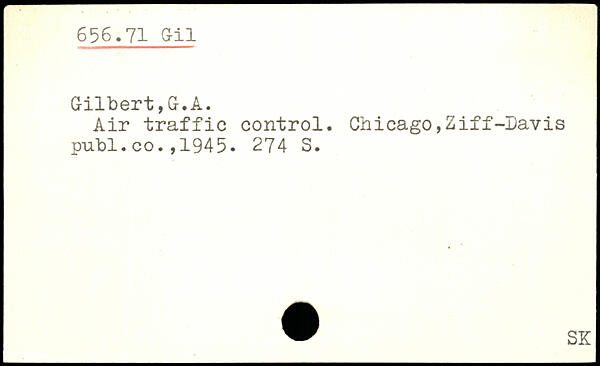 656.71 Gil
Gilbert,G.A.
Air traffic control. Chicago,Ziff-Davis
publ.co.,1945. 274 S.
SK